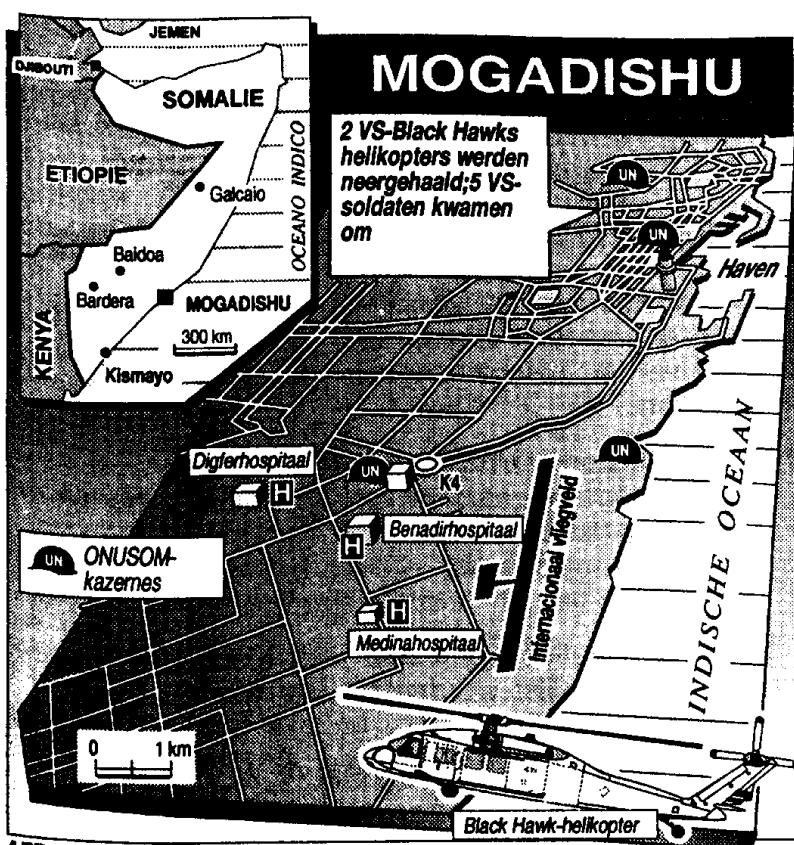 JEMEN
DJIBOUTI
SOMALIE
ETIOPIE
Galcaio
OCEANO INDICO
Baidoa
Bardera
MOGADISHU
300 km
KENYA
Kismayo
MOGADISHU
2 VS-Black Hawks
helikopters werden
neergehaald;5 VS-
soldaten kwamen
om
UN
UN
Haven
Digferhospitaal
H
UN
K4
UN
Benadirhospitaal
H
Internacionaal vliegveld
UN
ONUSOM-
kazernes
H
Medinahospitaal
INDISCHE OCEAAN
0 1 km
Black Hawk-helikopter